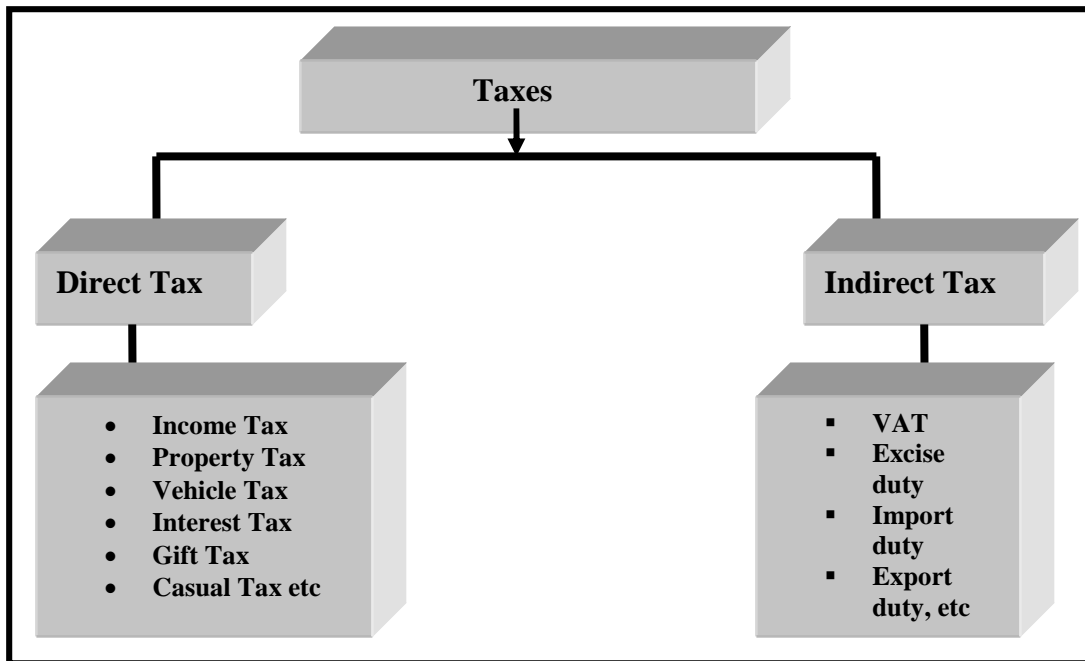 Taxes
Direct Tax
Indirect Tax
• Income Tax
• Property Tax
• Vehicle Tax
• Interest Tax
• Gift Tax
• Casual Tax etc
▪ VAT
▪ Excise
duty
▪ Import
duty
▪ Export
duty, etc